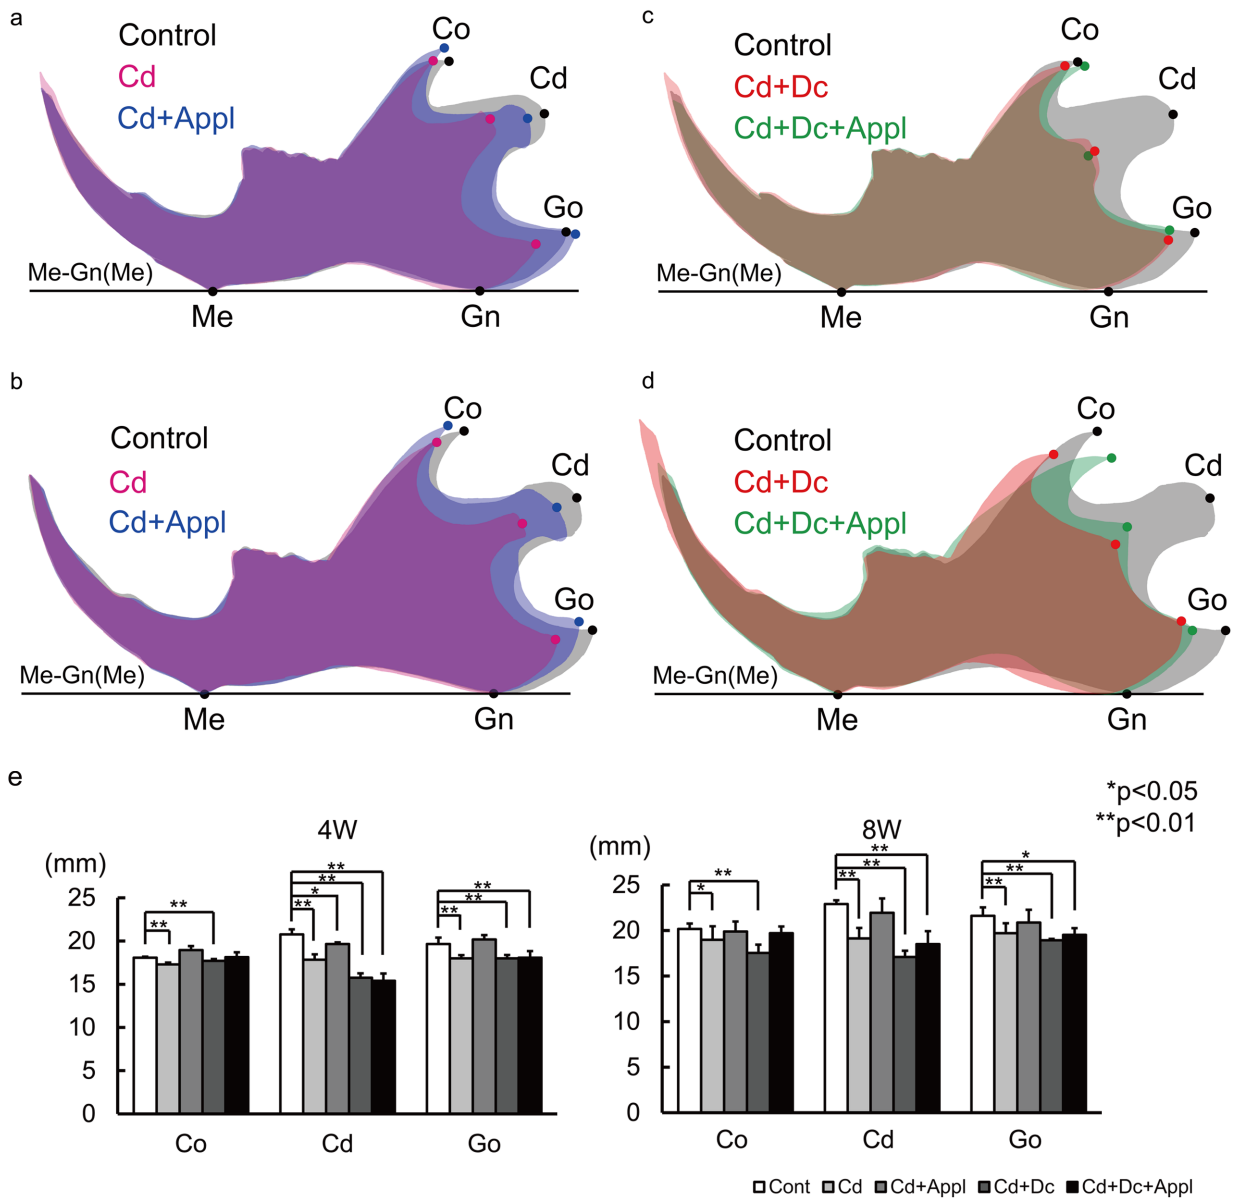 a
Control
Cd
Cd+Appl
Co
Cd
Go
Me-Gn(Me)
Me
Gn
c
Control
Cd+Dc
Cd+Dc+Appl
Co
Cd
Go
Me-Gn(Me)
Me
Gn
b
Control
Cd
Cd+Appl
Co
Cd
Go
Me-Gn(Me)
Me
Gn
d
Control
Cd+Dc
Cd+Dc+Appl
Co
Cd
Go
Me-Gn(Me)
Me
Gn
e
*p<0.05
**p<0.01
4W
(mm)
25
20
15
10
5
0
**
**
**
**
*
**
**
**
**
Co
Cd
Go
8W
(mm)
25
20
15
10
5
0
**
*
**
**
**
*
**
**
Co
Cd
Go
Cont Cd Cd+Appl Cd+Dc Cd+Dc+Appl